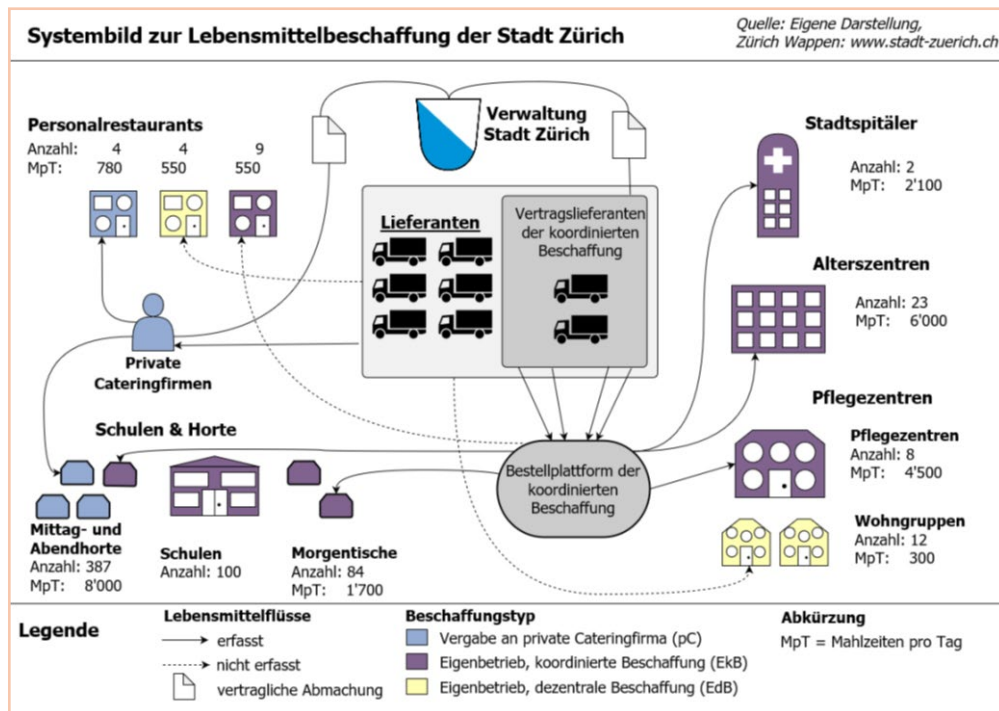 Systembild zur Lebensmittelbeschaffung der Stadt Zürich
Quelle: Eigene Darstellung,
Zürich Wappen: www.stadt-zuerich.ch
Personalrestaurants
Anzahl: 4 4 9
MpT: 780 550 550
Verwaltung
Stadt Zürich
Stadtspitäler
Anzahl: 2
MpT: 2'100
Lieferanten
Vertragslieferanten
der koordinierten
Beschaffung
Alterszentren
Anzahl: 23
MpT: 6'000
Private
Cateringfirmen
Pflegezentren
Pflegezentren
Anzahl: 8
MpT: 4'500
Schulen & Horte
Bestellplattform der
koordinierten
Beschaffung
Mittag- und
Abendhorte
Anzahl: 387
MpT: 8'000
Schulen
Anzahl: 100
Morgentische
Anzahl: 84
MpT: 1'700
Wohngruppen
Anzahl: 12
MpT: 300
Legende
Lebensmittelflüsse
erfasst
nicht erfasst
vertragliche Abmachung
Beschaffungstyp
Vergabe an private Cateringfirma (pC)
Eigenbetrieb, koordinierte Beschaffung (EkB)
Eigenbetrieb, dezentrale Beschaffung (EdB)
Abkürzung
MpT = Mahlzeiten pro Tag